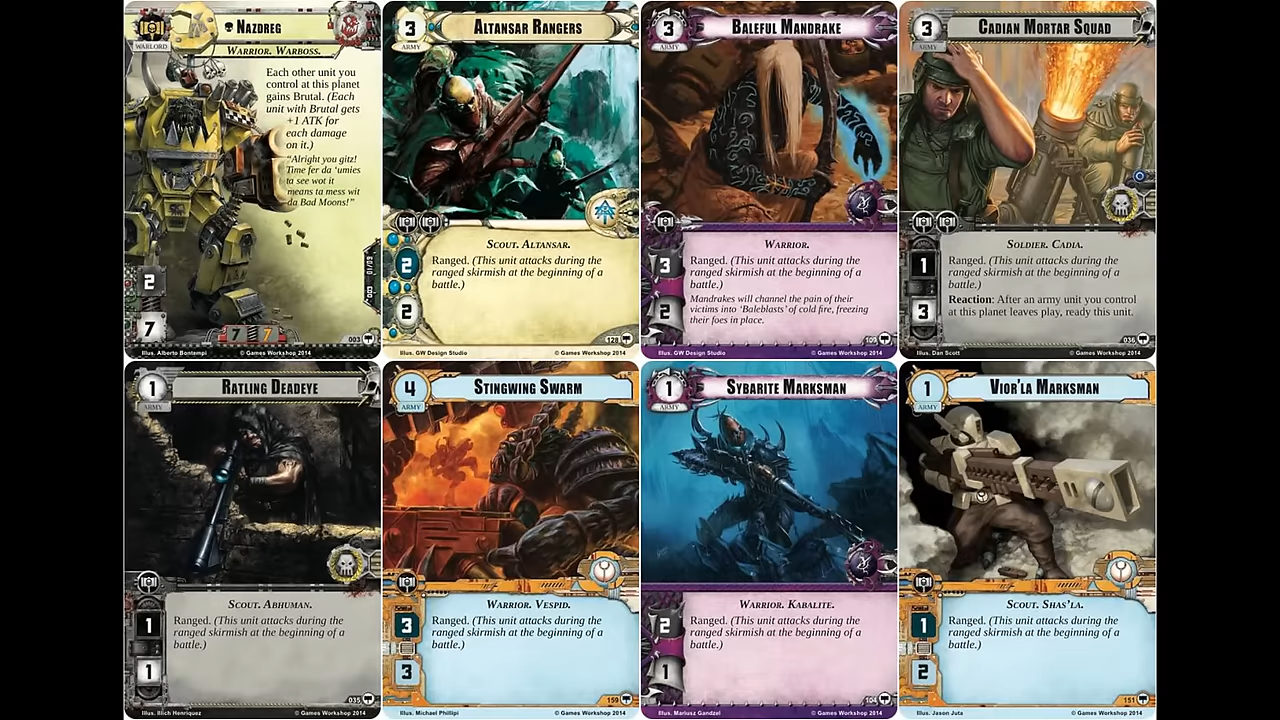 Nazdreg
WARLORD
Warrior. Warboss.
Each other unit you
control at this planet
gains Brutal. (Each
unit with Brutal gets
+1 ATK for
each damage
on it.)
"Alright you gitz!
Time fer da 'umies
ta see wot it
means ta mess wit
da Bad Moons!"
2
7
7 7
003 01/09
003
Illus. Alberto Bontempi © Games Workshop 2014
3
ARMY
Altansar Rangers
Scout. Altansar.
2
Ranged. (This unit attacks during the
ranged skirmish at the beginning of a
battle.)
2
128
Illus. GW Design Studio © Games Workshop 2014
3
ARMY
Baleful Mandrake
Warrior.
3
Ranged. (This unit attacks during the
ranged skirmish at the beginning of a
battle.)
Mandrakes will channel the pain of their
victims into 'Baleblasts' of cold fire, freezing
their foes in place.
2
Illus. GW Design Studio © Games Workshop 2014
3
ARMY
Cadian Mortar Squad
Soldier. Cadia.
1
Ranged. (This unit attacks during the
ranged skirmish at the beginning of a
battle.)
Reaction: After an army unit you control
at this planet leaves play, ready this unit.
3
036
Illus. Dan Scott © Games Workshop 2014
1
ARMY
Ratling Deadeye
Scout. Abhuman.
1
Ranged. (This unit attacks during the
ranged skirmish at the beginning of a
battle.)
1
035
Illus. Illich Henriquez © Games Workshop 2014
4
ARMY
Stingwing Swarm
Warrior. Vespid.
3
Ranged. (This unit attacks during the
ranged skirmish at the beginning of a
battle.)
3
159
Illus. Michael Phillipi © Games Workshop 2014
1
ARMY
Sybarite Marksman
Warrior. Kabalite.
2
Ranged. (This unit attacks during the
ranged skirmish at the beginning of a
battle.)
1
104
Illus. Mariusz Gandzel © Games Workshop 2014
1
ARMY
Vior'la Marksman
Scout. Shas'la.
1
Ranged. (This unit attacks during the
ranged skirmish at the beginning of a
battle.)
2
151
Illus. Jason Juta © Games Workshop 2014